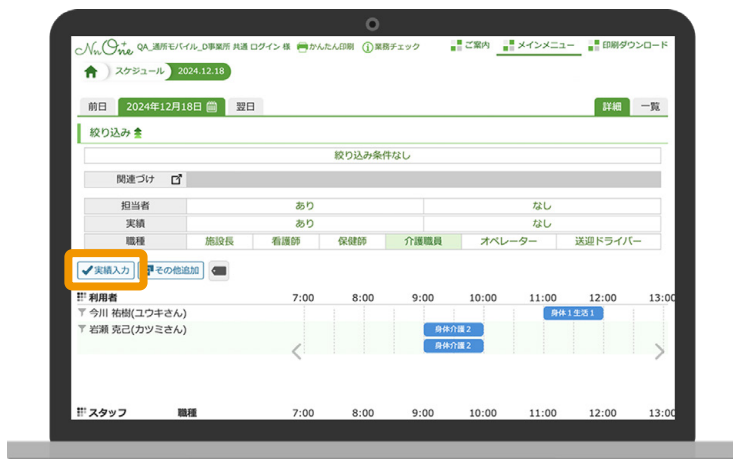 NnOne QA_通所モバイル_D事業所 共通 ログイン 様 かんたん印刷 業務チェック ご案内 メインメニュー 印刷ダウンロード
スケジュール 2024.12.18
前日 2024年12月18日 翌日 詳細 一覧
絞り込み
絞り込み条件なし
関連づけ
担当者 あり なし
実績 あり なし
職種 施設長 看護師 保健師 介護職員 オペレーター 送迎ドライバー
実績入力 その他追加
利用者 7:00 8:00 9:00 10:00 11:00 12:00 13:00
今川 祐樹(ユウキさん) 身体1生活1
岩瀬 克己(カツミさん) 身体介護2
身体介護2
スタッフ 職種 7:00 8:00 9:00 10:00 11:00 12:00 13:00